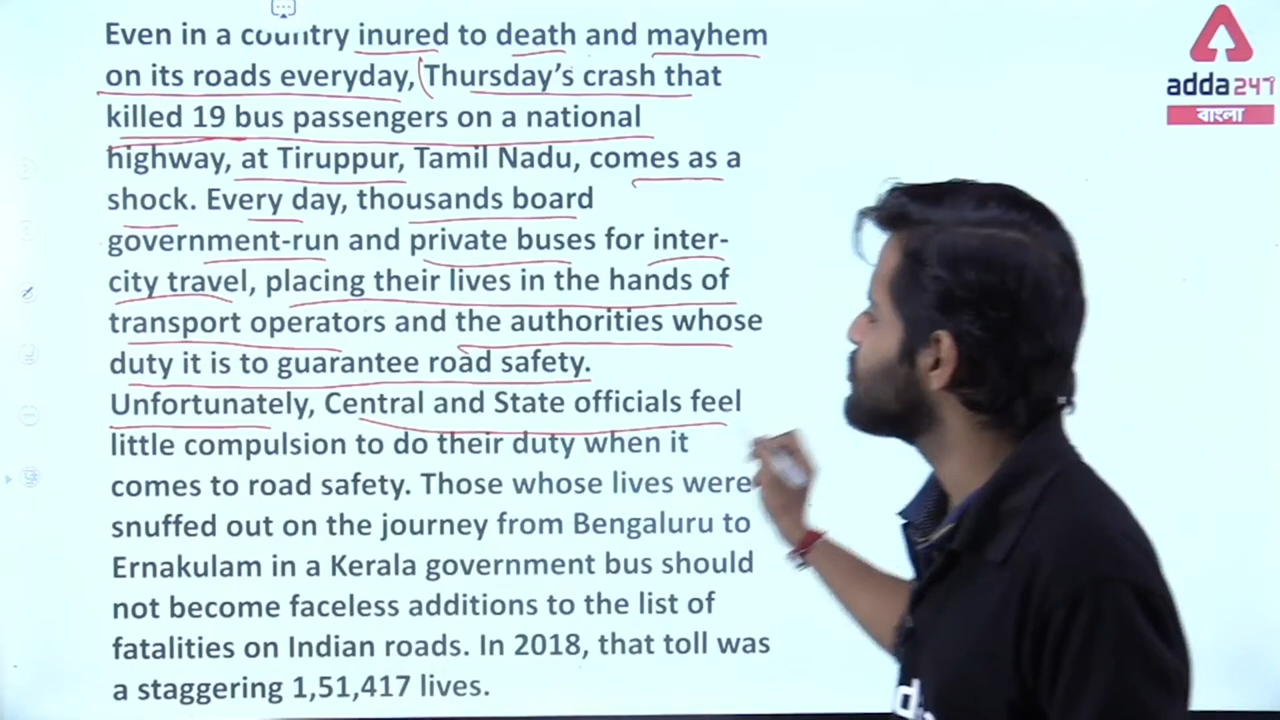 Even in a country inured to death and mayhem
on its roads everyday, Thursday's crash that
killed 19 bus passengers on a national
highway, at Tiruppur, Tamil Nadu, comes as a
shock. Every day, thousands board
government-run and private buses for inter-
city travel, placing their lives in the hands of
transport operators and the authorities whose
duty it is to guarantee road safety.
Unfortunately, Central and State officials feel
little compulsion to do their duty when it
comes to road safety. Those whose lives were
snuffed out on the journey from Bengaluru to
Ernakulam in a Kerala government bus should
not become faceless additions to the list of
fatalities on Indian roads. In 2018, that toll was
a staggering 1,51,417 lives.
adda247
বাংলা